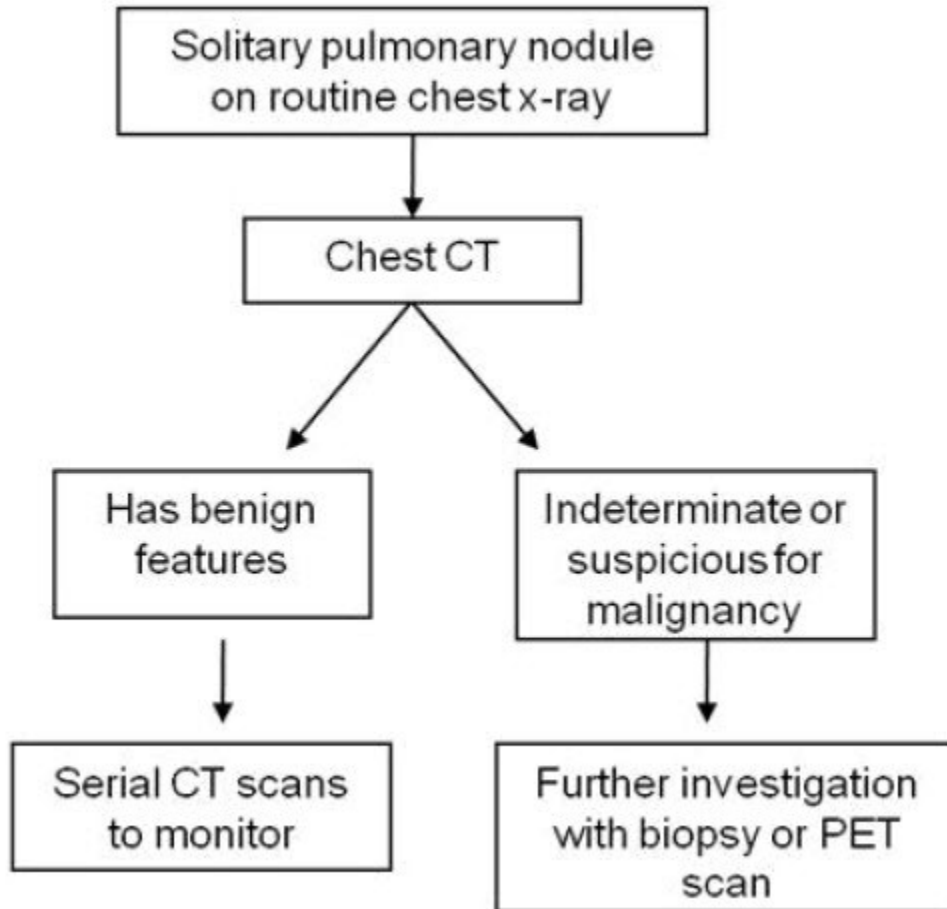 Solitary pulmonary nodule
on routine chest x-ray
Chest CT
Has benign
features
Indeterminate or
suspicious for
malignancy
Serial CT scans
to monitor
Further investigation
with biopsy or PET
scan